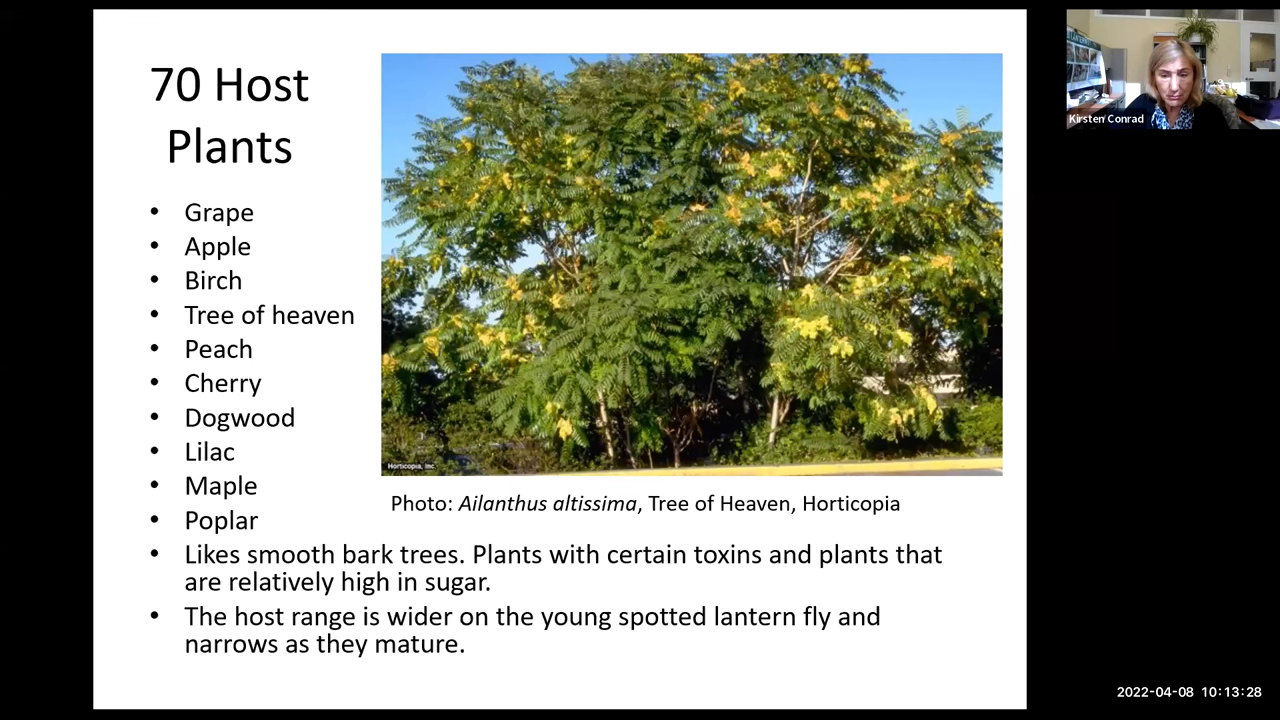 70 Host
Plants
• Grape
• Apple
• Birch
• Tree of heaven
• Peach
• Cherry
• Dogwood
• Lilac
• Maple
• Poplar
• Likes smooth bark trees. Plants with certain toxins and plants that
are relatively high in sugar.
• The host range is wider on the young spotted lantern fly and
narrows as they mature.
Horticopia, Inc.
Photo: Ailanthus altissima, Tree of Heaven, Horticopia
Kirsten Conrad
2022-04-08 10:13:28